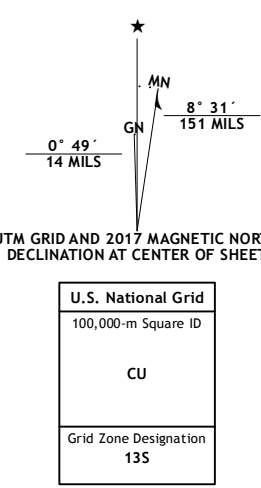 ★
MN
8° 31´
151 MILS
GN
0° 49´
14 MILS
UTM GRID AND 2017 MAGNETIC NORT
DECLINATION AT CENTER OF SHEET
U.S. National Grid
100,000-m Square ID
CU
Grid Zone Designation
13S